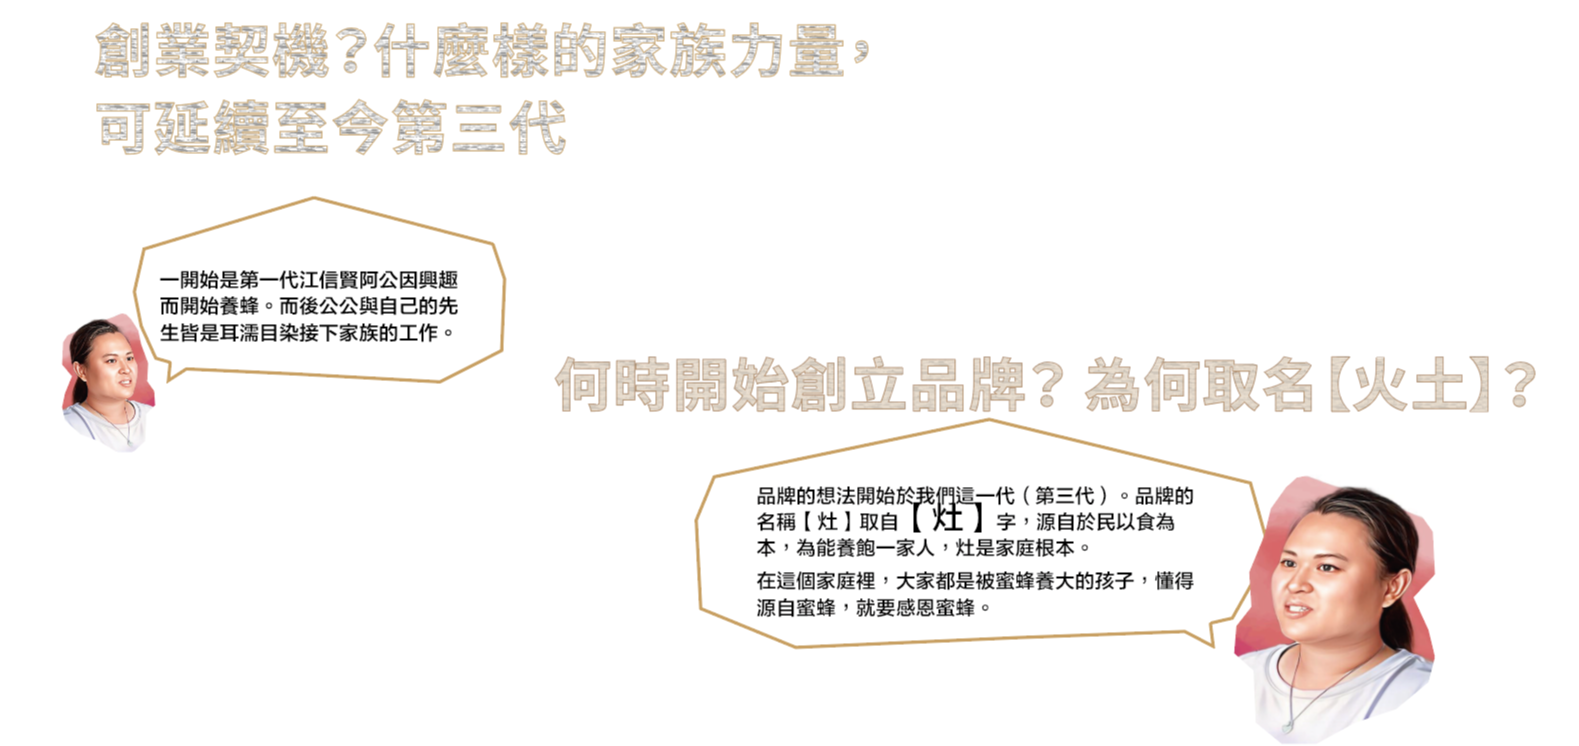 創業契機？什麼樣的家族力量，
可延續至今第三代
一開始是第一代江信賢阿公因興趣
而開始養蜂。而後公公與自己的先
生皆是耳濡目染接下家族的工作。
何時開始創立品牌？ 為何取名【火土】？
品牌的想法開始於我們這一代（第三代）。品牌的
名稱【灶】取自【灶】字，源自於民以食為
本，為能養飽一家人，灶是家庭根本。
在這個家庭裡，大家都是被蜜蜂養大的孩子，懂得
源自蜜蜂，就要感恩蜜蜂。